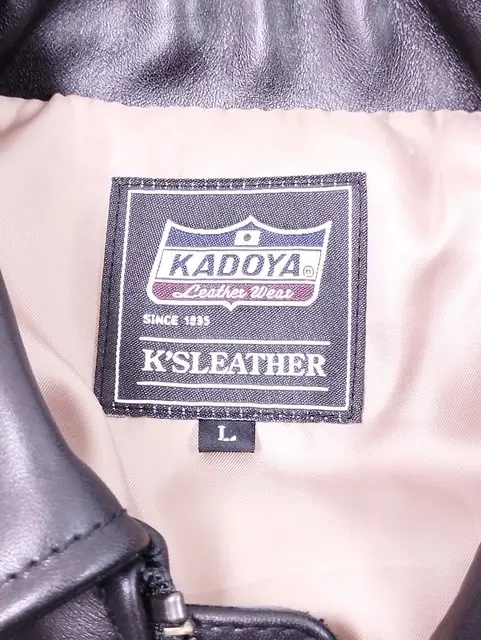 KADOYA ®
Leather Wear
SINCE 1935
K'SLEATHER
L